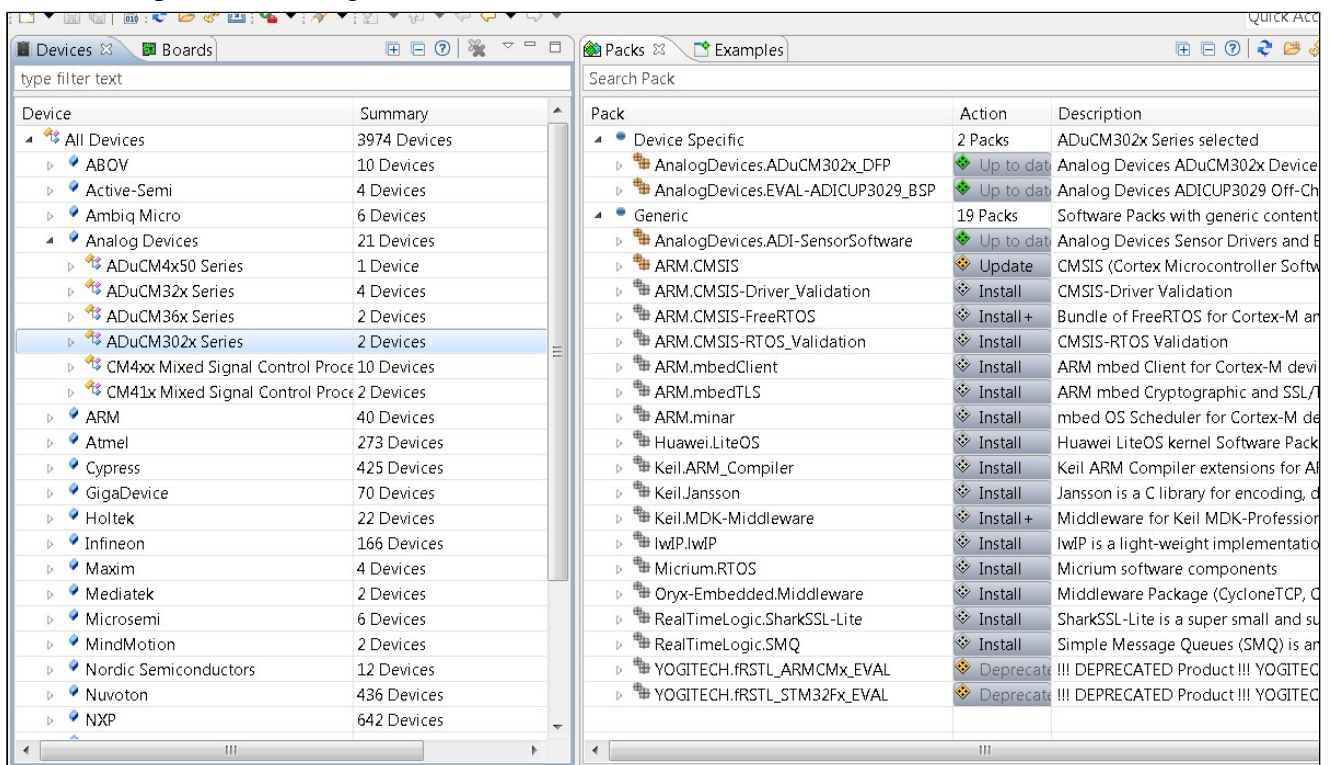 Quick Acc
Devices Boards
type filter text
Device Summary
All Devices 3974 Devices
ABOV 10 Devices
Active-Semi 4 Devices
Ambiq Micro 6 Devices
Analog Devices 21 Devices
ADuCM4x50 Series 1 Device
ADuCM32x Series 4 Devices
ADuCM36x Series 2 Devices
ADuCM302x Series 2 Devices
CM4xx Mixed Signal Control Proce 10 Devices
CM41x Mixed Signal Control Proce 2 Devices
ARM 40 Devices
Atmel 273 Devices
Cypress 425 Devices
GigaDevice 70 Devices
Holtek 22 Devices
Infineon 166 Devices
Maxim 4 Devices
Mediatek 2 Devices
Microsemi 6 Devices
MindMotion 2 Devices
Nordic Semiconductors 12 Devices
Nuvoton 436 Devices
NXP 642 Devices
Packs Examples
Search Pack
Pack Action Description
Device Specific 2 Packs ADuCM302x Series selected
AnalogDevices.ADuCM302x_DFP Up to dat Analog Devices ADuCM302x Device
AnalogDevices.EVAL-ADICUP3029_BSP Up to dat Analog Devices ADICUP3029 Off-Ch
Generic 19 Packs Software Packs with generic content
AnalogDevices.ADI-SensorSoftware Up to dat Analog Devices Sensor Drivers and E
ARM.CMSIS Update CMSIS (Cortex Microcontroller Softw
ARM.CMSIS-Driver_Validation Install CMSIS-Driver Validation
ARM.CMSIS-FreeRTOS Install+ Bundle of FreeRTOS for Cortex-M an
ARM.CMSIS-RTOS_Validation Install CMSIS-RTOS Validation
ARM.mbedClient Install ARM mbed Client for Cortex-M devi
ARM.mbedTLS Install ARM mbed Cryptographic and SSL/T
ARM.minar Install mbed OS Scheduler for Cortex-M de
Huawei.LiteOS Install Huawei LiteOS kernel Software Pack
Keil.ARM_Compiler Install Keil ARM Compiler extensions for AF
Keil.Jansson Install Jansson is a C library for encoding, d
Keil.MDK-Middleware Install+ Middleware for Keil MDK-Profession
lwIP.lwIP Install lwIP is a light-weight implementatio
Micrium.RTOS Install Micrium software components
Oryx-Embedded.Middleware Install Middleware Package (CycloneTCP, C
RealTimeLogic.SharkSSL-Lite Install SharkSSL-Lite is a super small and su
RealTimeLogic.SMQ Install Simple Message Queues (SMQ) is an
YOGITECH.fRSTL_ARMCMx_EVAL Deprecate !!! DEPRECATED Product !!! YOGITEC
YOGITECH.fRSTL_STM32Fx_EVAL Deprecate !!! DEPRECATED Product !!! YOGITEC